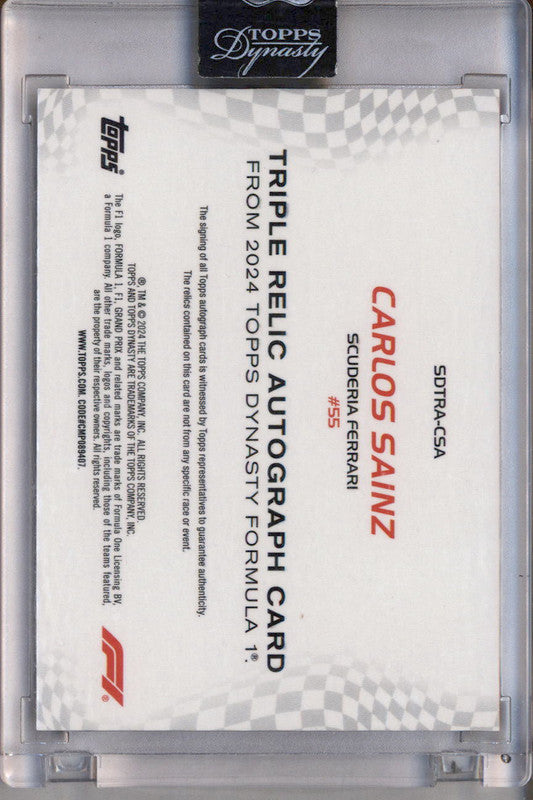 TOPPS
Dynasty
SDTRA-CSA
CARLOS SAINZ
SCUDERIA FERRARI
#55
TRIPLE RELIC AUTOGRAPH CARD
FROM 2024 TOPPS DYNASTY FORMULA 1®.
The signing of all Topps autograph cards is witnessed by Topps representatives to guarantee authenticity.
The relics contained on this card are not from any specific race or event.
®, TM & © 2024 THE TOPPS COMPANY, INC. ALL RIGHTS RESERVED.
TOPPS AND TOPPS DYNASTY ARE TRADEMARKS OF THE TOPPS COMPANY, INC.
The F1 logo, FORMULA 1, F1, GRAND PRIX and related marks are trade marks of Formula One Licensing BV,
a Formula 1 company. All other trade marks, logos and copyrights, including those of the teams featured,
are the property of their respective owners. All rights reserved.
WWW.TOPPS.COM. CODE#CMP089407.
topps®
F1®